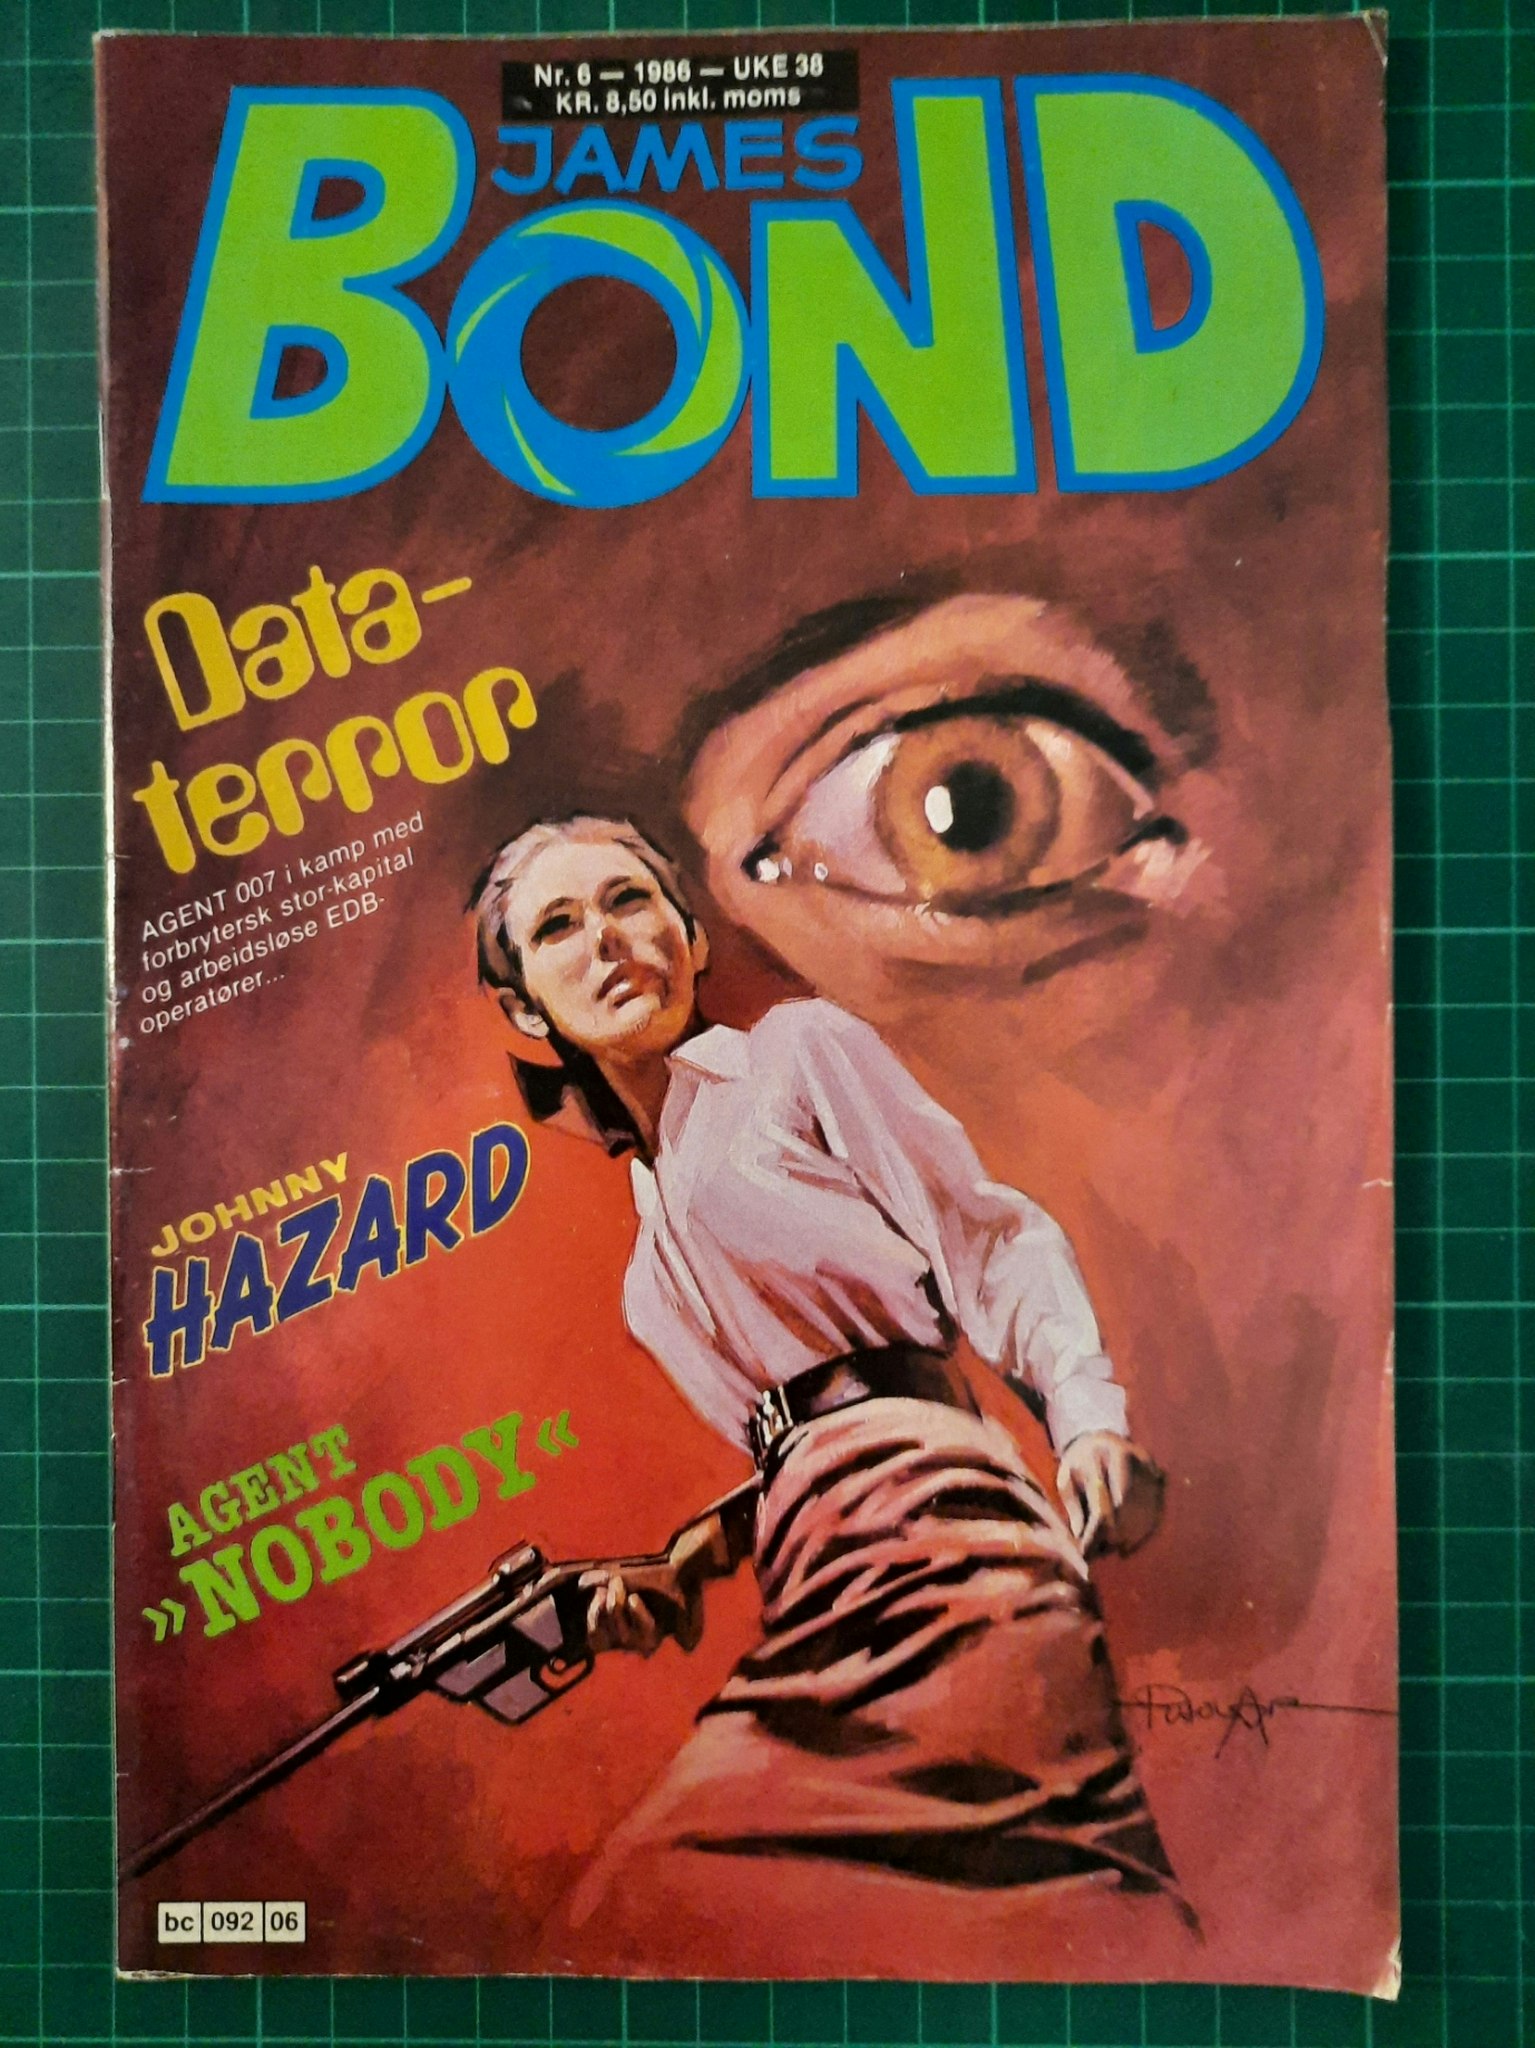 Nr. 6 — 1986 — UKE 38
KR. 8,50 inkl. moms
JAMES
BOND
Data-
terror
AGENT 007 i kamp med
forbrytersk stor-kapital
og arbeidsløse EDB-
operatører...
JOHNNY
HAZARD
AGENT
»NOBODY«
bc 092 06